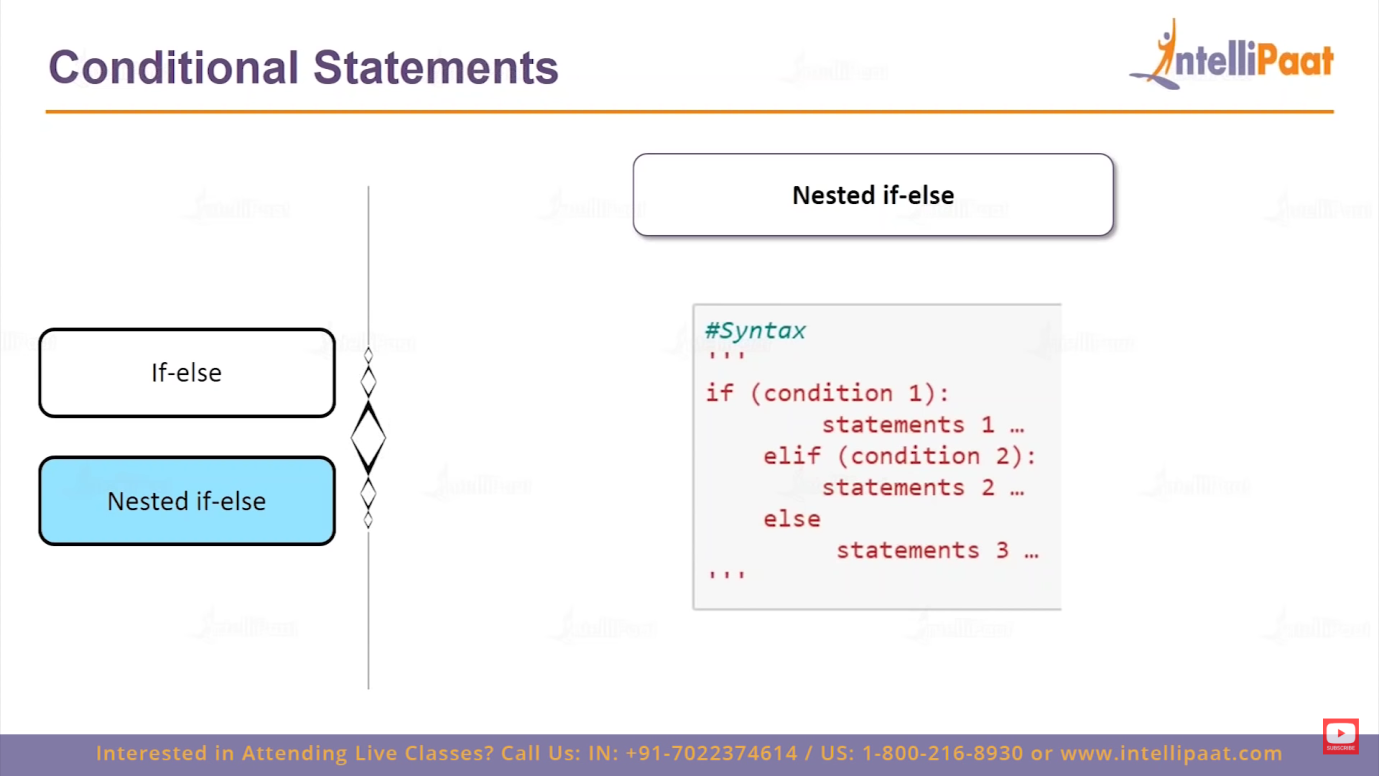 Conditional Statements
IntelliPaat
Nested if-else
If-else
Nested if-else
#Syntax
'''
if (condition 1):
statements 1 …
elif (condition 2):
statements 2 …
else
statements 3 …
'''
Interested in Attending Live Classes? Call Us: IN: +91-7022374614 / US: 1-800-216-8930 or www.intellipaat.com
SUBSCRIBE